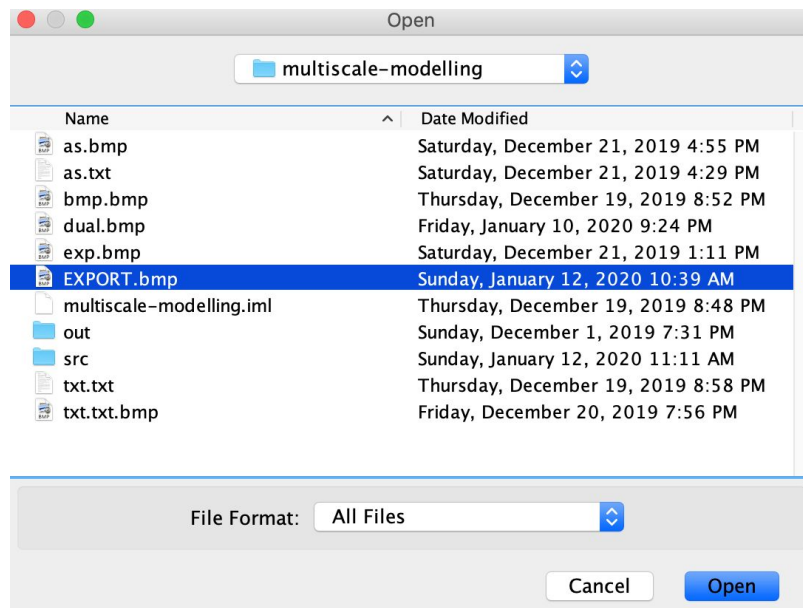 Open
multiscale-modelling
Name Date Modified
as.bmp Saturday, December 21, 2019 4:55 PM
as.txt Saturday, December 21, 2019 4:29 PM
bmp.bmp Thursday, December 19, 2019 8:52 PM
dual.bmp Friday, January 10, 2020 9:24 PM
exp.bmp Saturday, December 21, 2019 1:11 PM
EXPORT.bmp Sunday, January 12, 2020 10:39 AM
multiscale-modelling.iml Thursday, December 19, 2019 8:48 PM
out Sunday, December 1, 2019 7:31 PM
src Sunday, January 12, 2020 11:11 AM
txt.txt Thursday, December 19, 2019 8:58 PM
txt.txt.bmp Friday, December 20, 2019 7:56 PM
File Format: All Files
Cancel Open